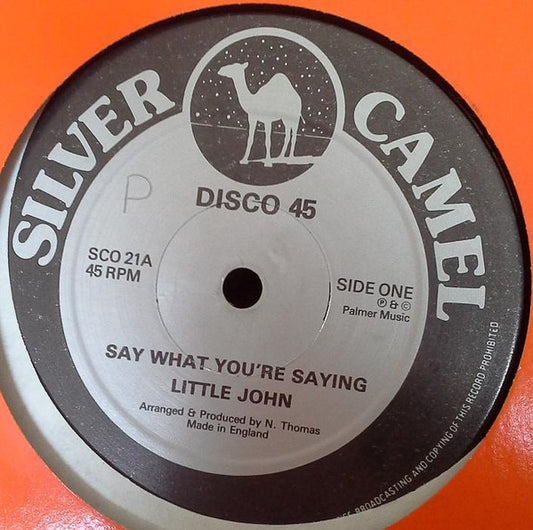 SILVER CAMEL
P
DISCO 45
SCO 21A
45 RPM
SIDE ONE
Ⓟ & ©
Palmer Music
SAY WHAT YOU'RE SAYING
LITTLE JOHN
Arranged & Produced by N. Thomas
Made in England
BROADCASTING AND COPYING OF THIS RECORD PROHIBITED